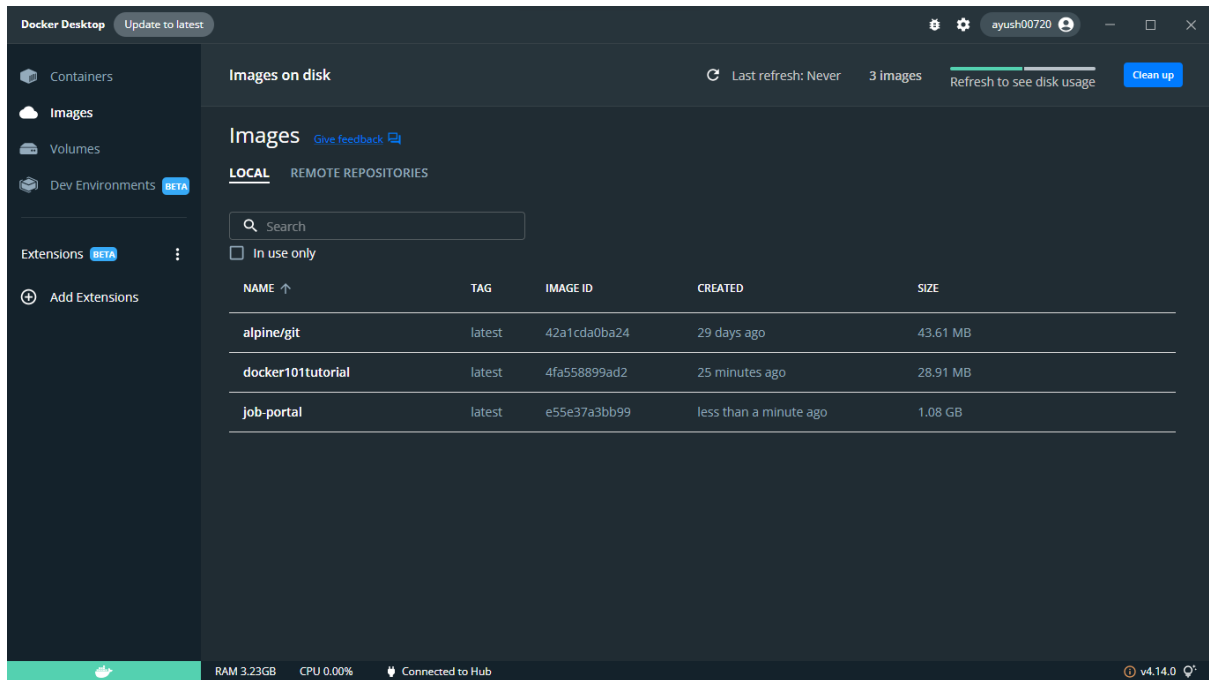 Docker Desktop Update to latest ayush00720
Containers
Images
Volumes
Dev Environments BETA
Extensions BETA
Add Extensions
Images on disk Last refresh: Never 3 images Refresh to see disk usage Clean up
Images Give feedback
LOCAL REMOTE REPOSITORIES
Search
In use only
NAME TAG IMAGE ID CREATED SIZE
alpine/git latest 42a1cda0ba24 29 days ago 43.61 MB
docker101tutorial latest 4fa558899ad2 25 minutes ago 28.91 MB
job-portal latest e55e37a3bb99 less than a minute ago 1.08 GB
RAM 3.23GB CPU 0.00% Connected to Hub v4.14.0